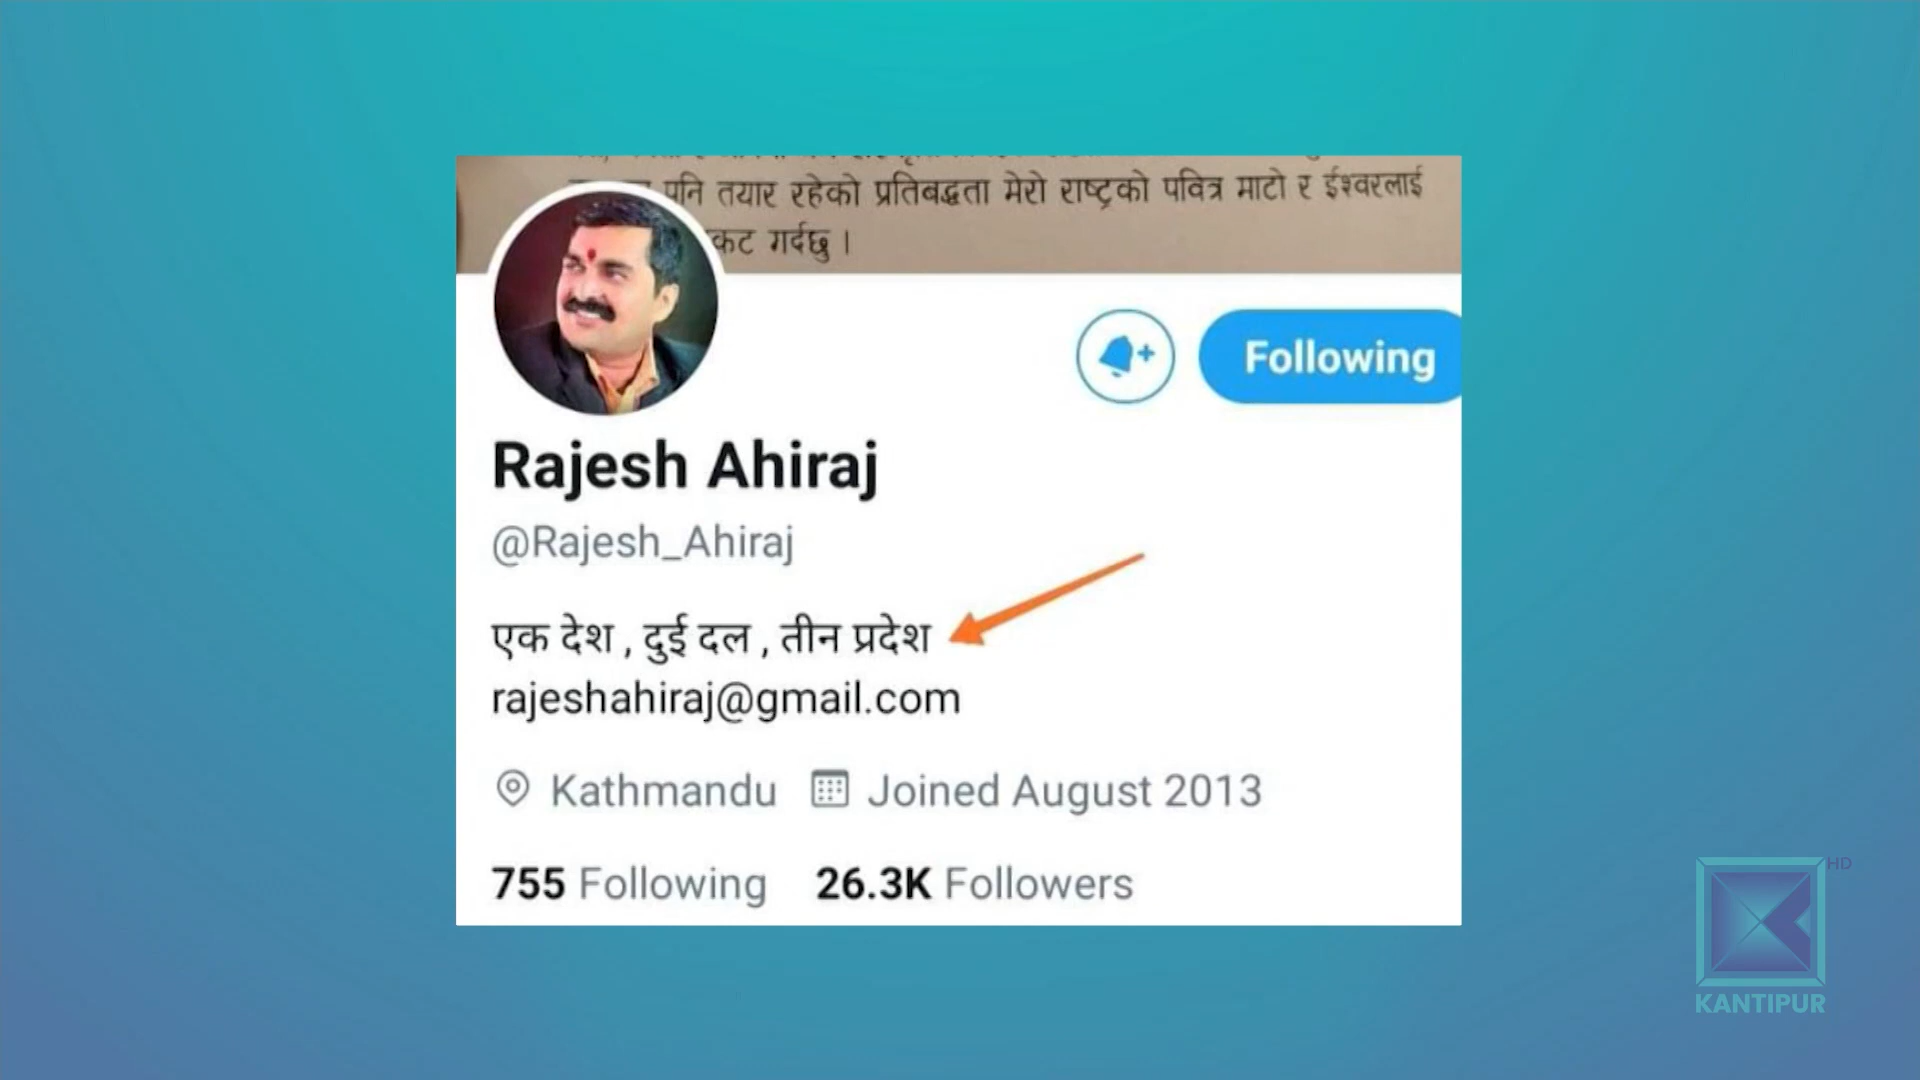 पनि तयार रहेको प्रतिबद्धता मेरो राष्ट्रको पवित्र माटो र ईश्वरलाई
गर्दछु ।
Following
Rajesh Ahiraj
@Rajesh_Ahiraj
एक देश , दुई दल , तीन प्रदेश
rajeshahiraj@gmail.com
Kathmandu Joined August 2013
755 Following 26.3K Followers
HD
KANTIPUR